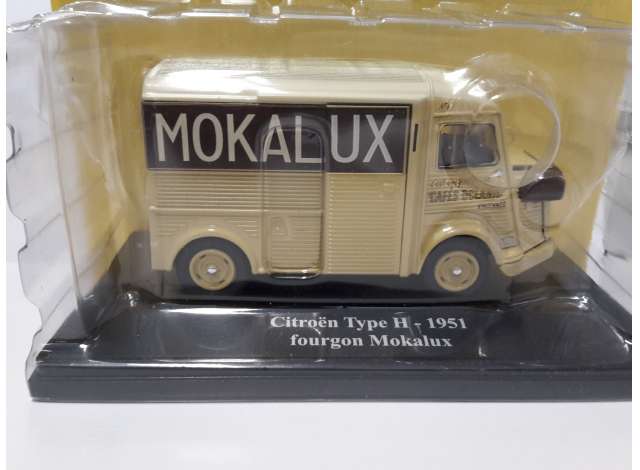 MOKALUX
CAFES
Citroën Type H - 1951
fourgon Mokalux